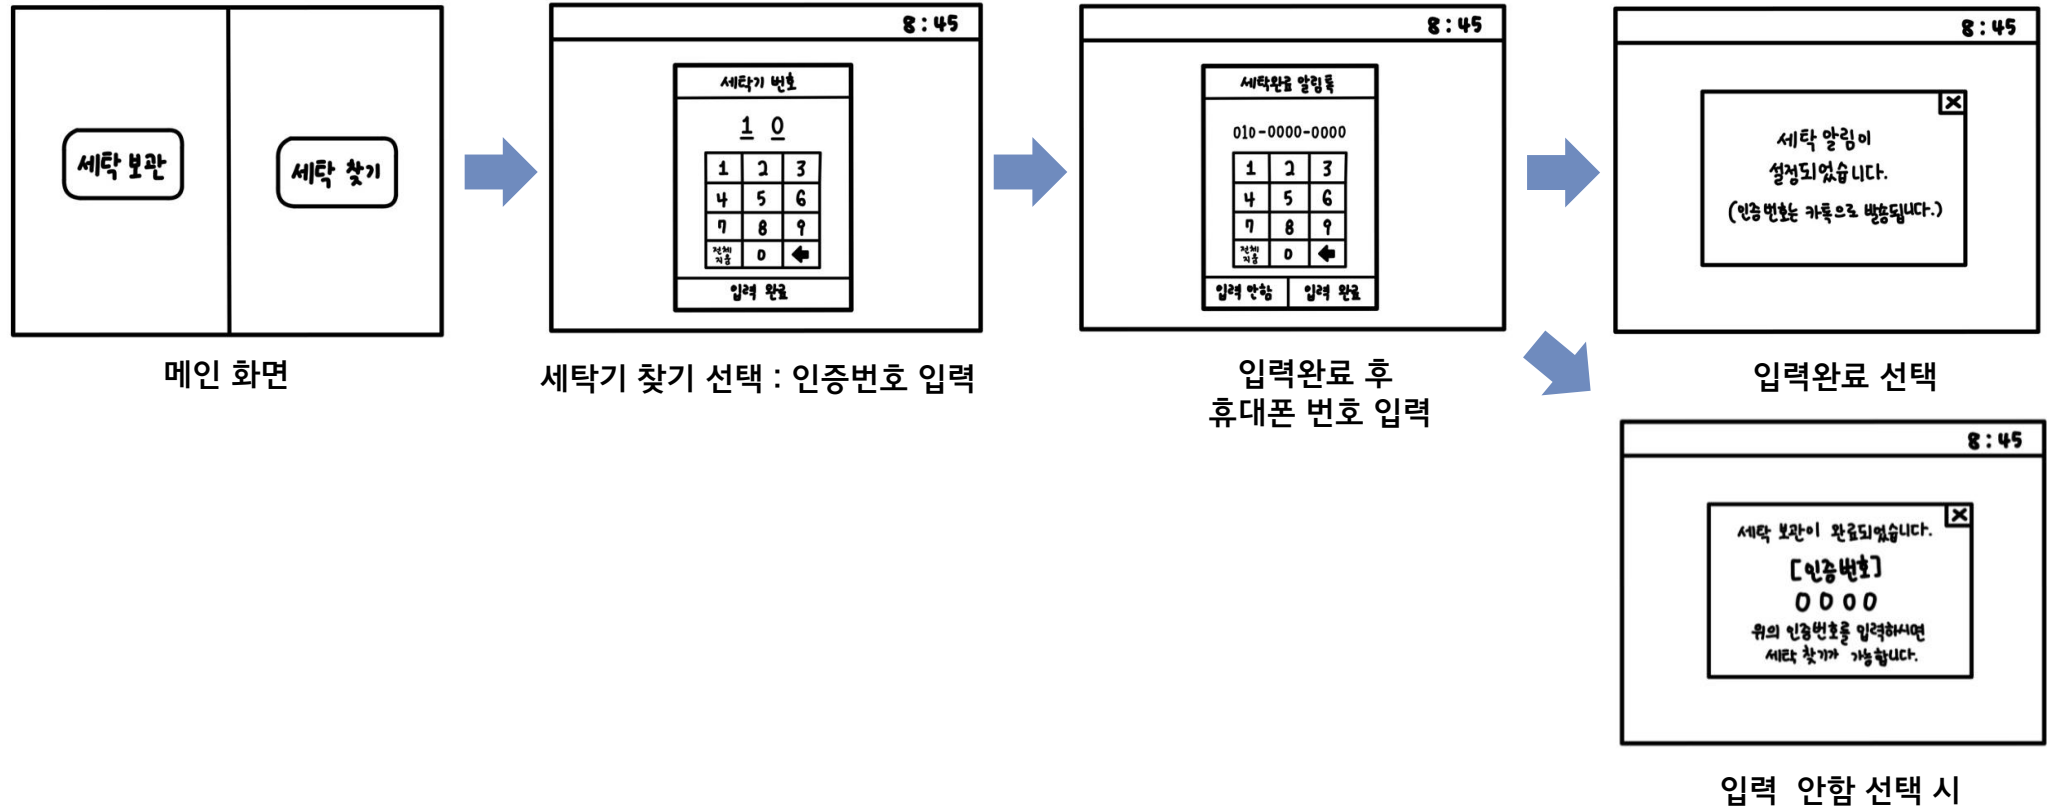 세탁 보관
세탁 찾기
메인 화면
8:45
세탁기 번호
1 0
1 2 3
4 5 6
7 8 9
전체
지움
0
입력 완료
세탁기 찾기 선택 : 인증번호 입력
8:45
세탁완료 알림톡
010-0000-0000
1 2 3
4 5 6
7 8 9
전체
지움
0
입력 안함
입력 완료
입력완료 후
휴대폰 번호 입력
8:45
X
세탁 알림이
설정되었습니다.
(인증번호는 카톡으로 발송됩니다.)
입력완료 선택
8:45
X
세탁 보관이 완료되었습니다.
[인증번호]
0 0 0 0
위의 인증번호를 입력하시면
세탁 찾기가 가능합니다.
입력 안함 선택 시